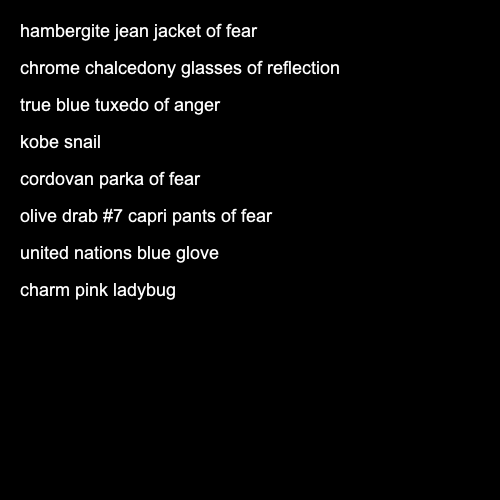 hambergite jean jacket of fear
chrome chalcedony glasses of reflection
true blue tuxedo of anger
kobe snail
cordovan parka of fear
olive drab #7 capri pants of fear
united nations blue glove
charm pink ladybug